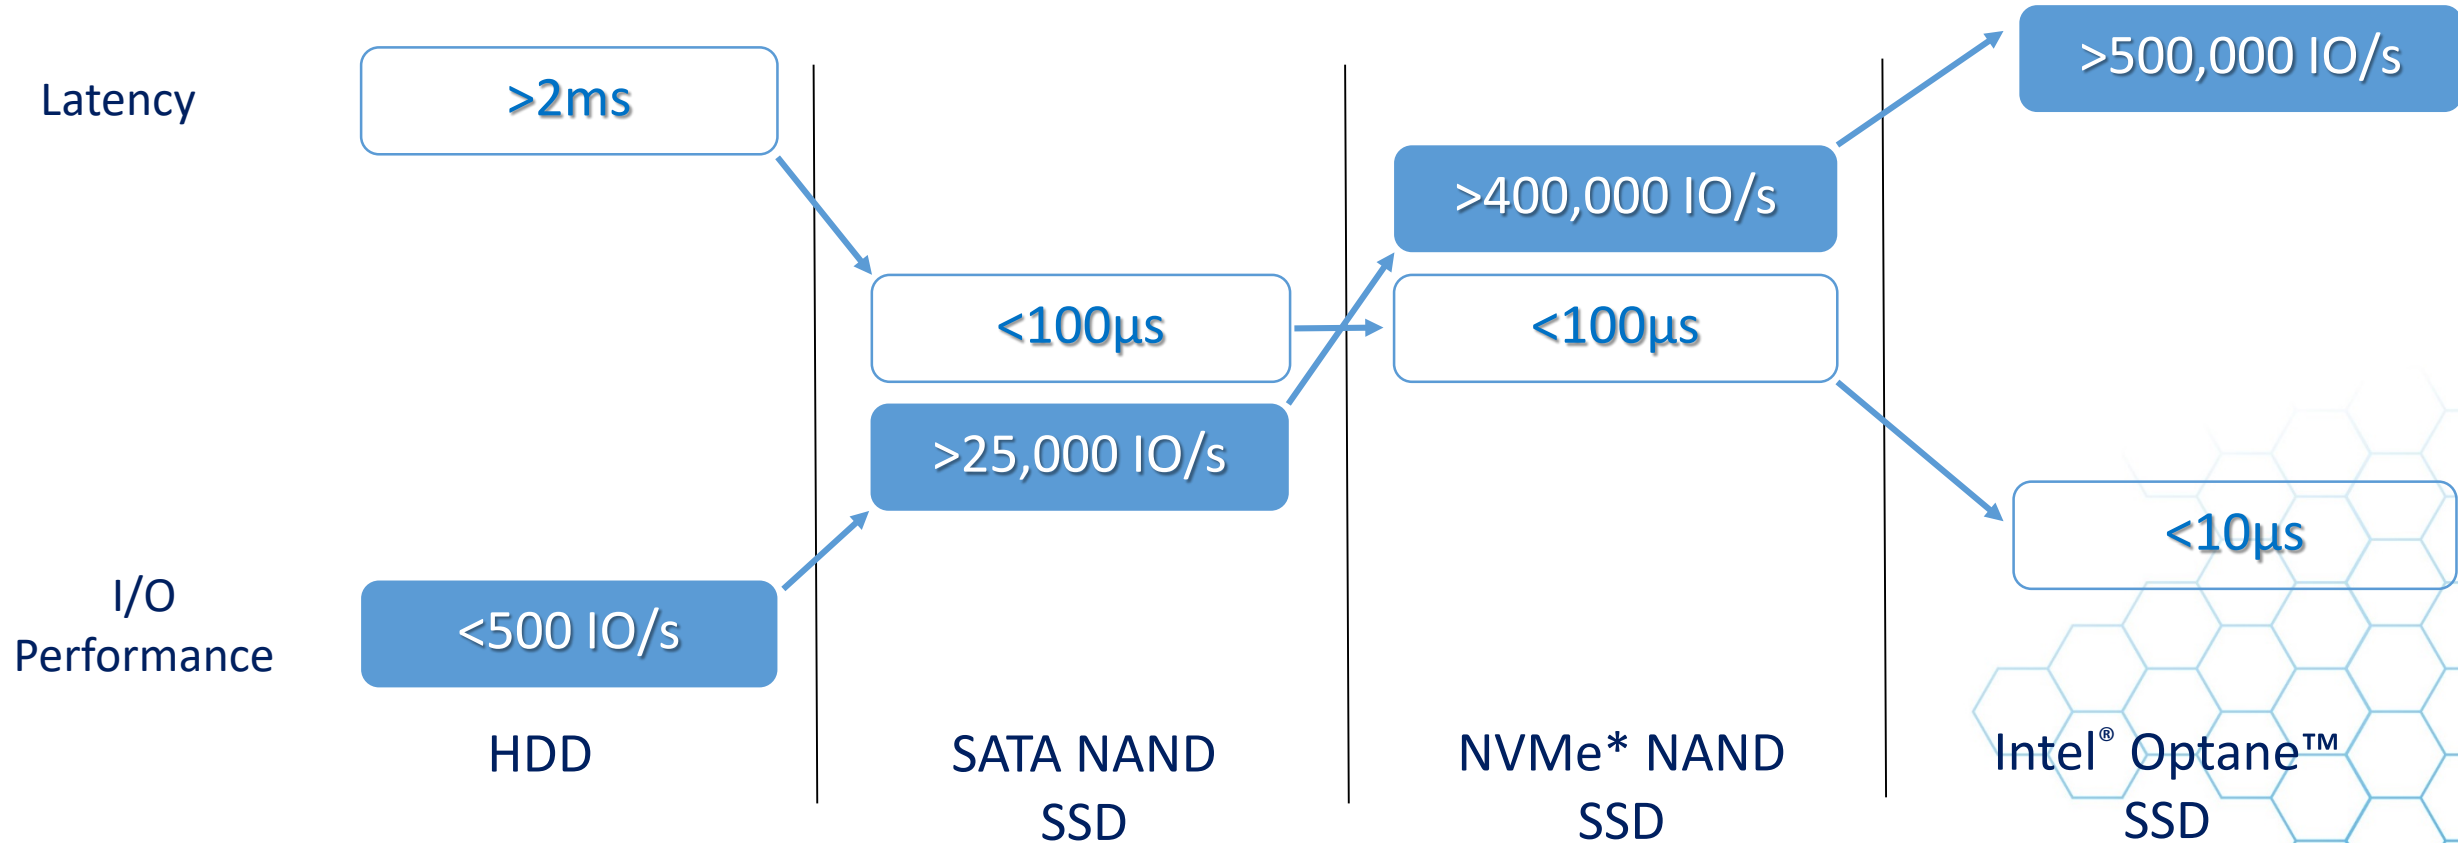 Latency
>2ms
>500,000 IO/s
>400,000 IO/s
<100µs
<100µs
>25,000 IO/s
<10µs
I/O
Performance
<500 IO/s
HDD
SATA NAND
SSD
NVMe* NAND
SSD
Intel® Optane™
SSD